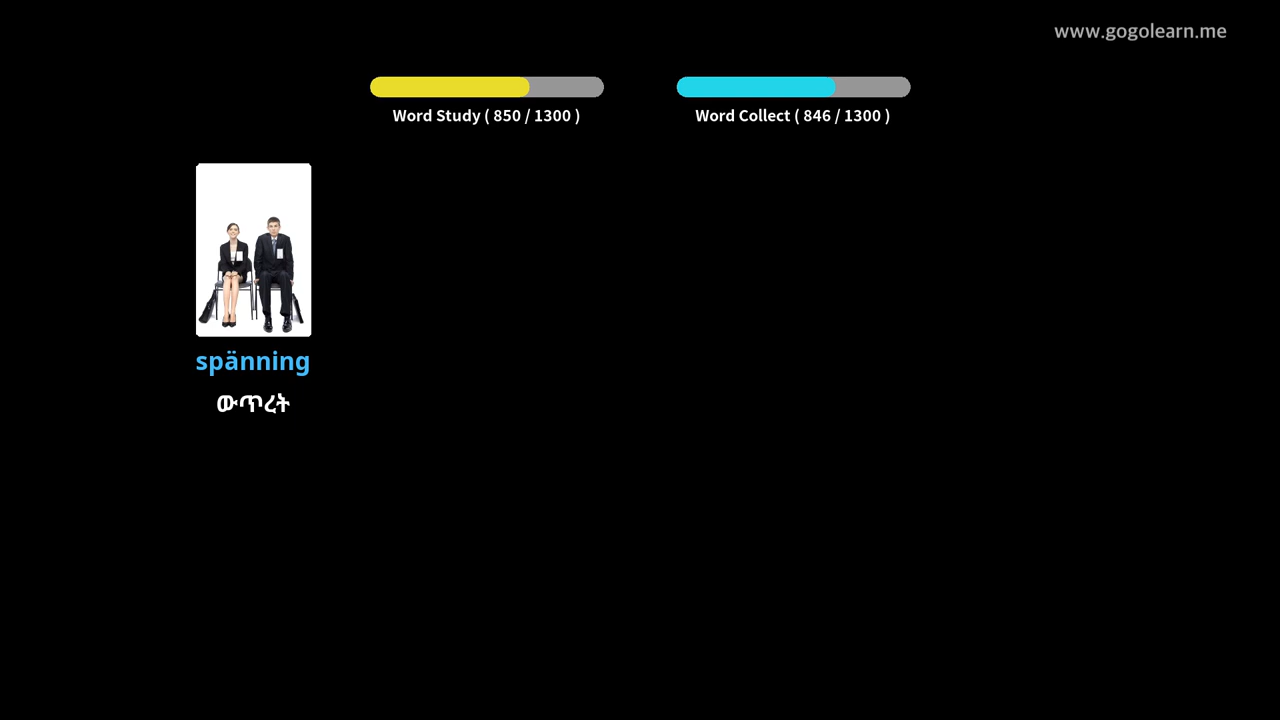 www.gogolearn.me
Word Study ( 850 / 1300 )
Word Collect ( 846 / 1300 )
spänning
ውጥረት